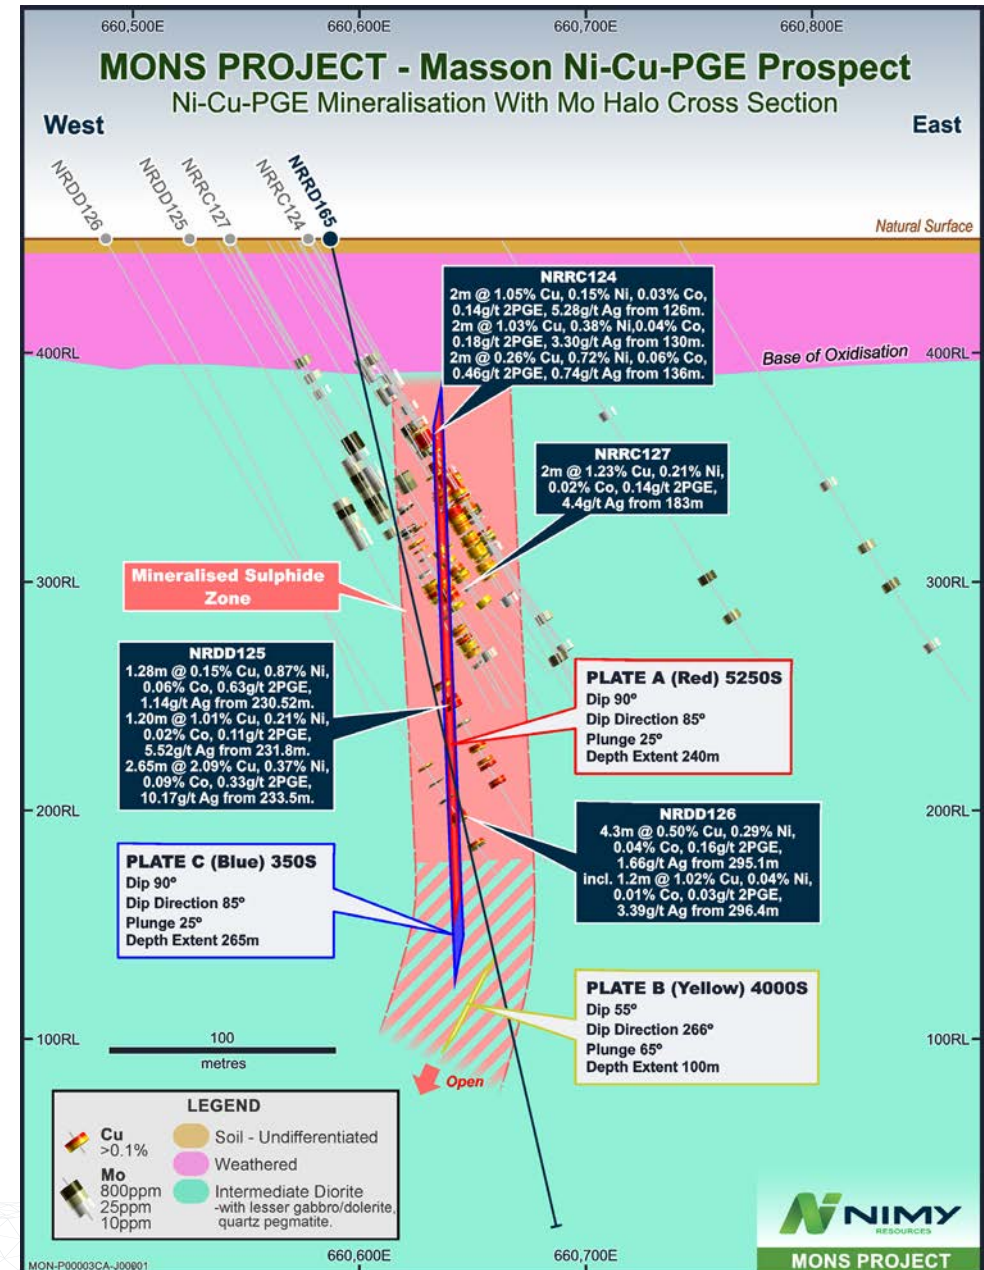 660,500E
660,600E
660,700E
660,800E
MONS PROJECT - Masson Ni-Cu-PGE Prospect
Ni-Cu-PGE Mineralisation With Mo Halo Cross Section
West
East
NRDD126
NRDD125
NRRC127
NRRC124
NRRD165
Natural Surface
NRRC124
2m @ 1.05% Cu, 0.15% Ni, 0.03% Co,
0.14g/t 2PGE, 5.28g/t Ag from 126m.
2m @ 1.03% Cu, 0.38% Ni,0.04% Co,
0.18g/t 2PGE, 3.30g/t Ag from 130m.
2m @ 0.26% Cu, 0.72% Ni, 0.06% Co,
0.46g/t 2PGE, 0.74g/t Ag from 136m.
400RL
Base of Oxidisation
400RL
NRRC127
2m @ 1.23% Cu, 0.21% Ni,
0.02% Co, 0.14g/t 2PGE,
4.4g/t Ag from 183m
300RL
300RL
Mineralised Sulphide
Zone
NRDD125
1.28m @ 0.15% Cu, 0.87% Ni,
0.06% Co, 0.63g/t 2PGE,
1.14g/t Ag from 230.52m.
1.20m @ 1.01% Cu, 0.21% Ni,
0.02% Co, 0.11g/t 2PGE,
5.52g/t Ag from 231.8m.
2.65m @ 2.09% Cu, 0.37% Ni,
0.09% Co, 0.33g/t 2PGE,
10.17g/t Ag from 233.5m.
PLATE A (Red) 5250S
Dip 90º
Dip Direction 85º
Plunge 25º
Depth Extent 240m
200RL
200RL
NRDD126
4.3m @ 0.50% Cu, 0.29% Ni,
0.04% Co, 0.16g/t 2PGE,
1.66g/t Ag from 295.1m
incl. 1.2m @ 1.02% Cu, 0.04% Ni,
0.01% Co, 0.03g/t 2PGE,
3.39g/t Ag from 296.4m
PLATE C (Blue) 350S
Dip 90º
Dip Direction 85º
Plunge 25º
Depth Extent 265m
PLATE B (Yellow) 4000S
Dip 55º
Dip Direction 266º
Plunge 65º
Depth Extent 100m
100RL
100RL
100
metres
Open
LEGEND
Cu
>0.1%
Mo
800ppm
25ppm
10ppm
Soil - Undifferentiated
Weathered
Intermediate Diorite
-with lesser gabbro/dolerite,
quartz pegmatite.
NIMY
RESOURCES
MONS PROJECT
660,600E
660,700E
MON-P00003CA-J00001